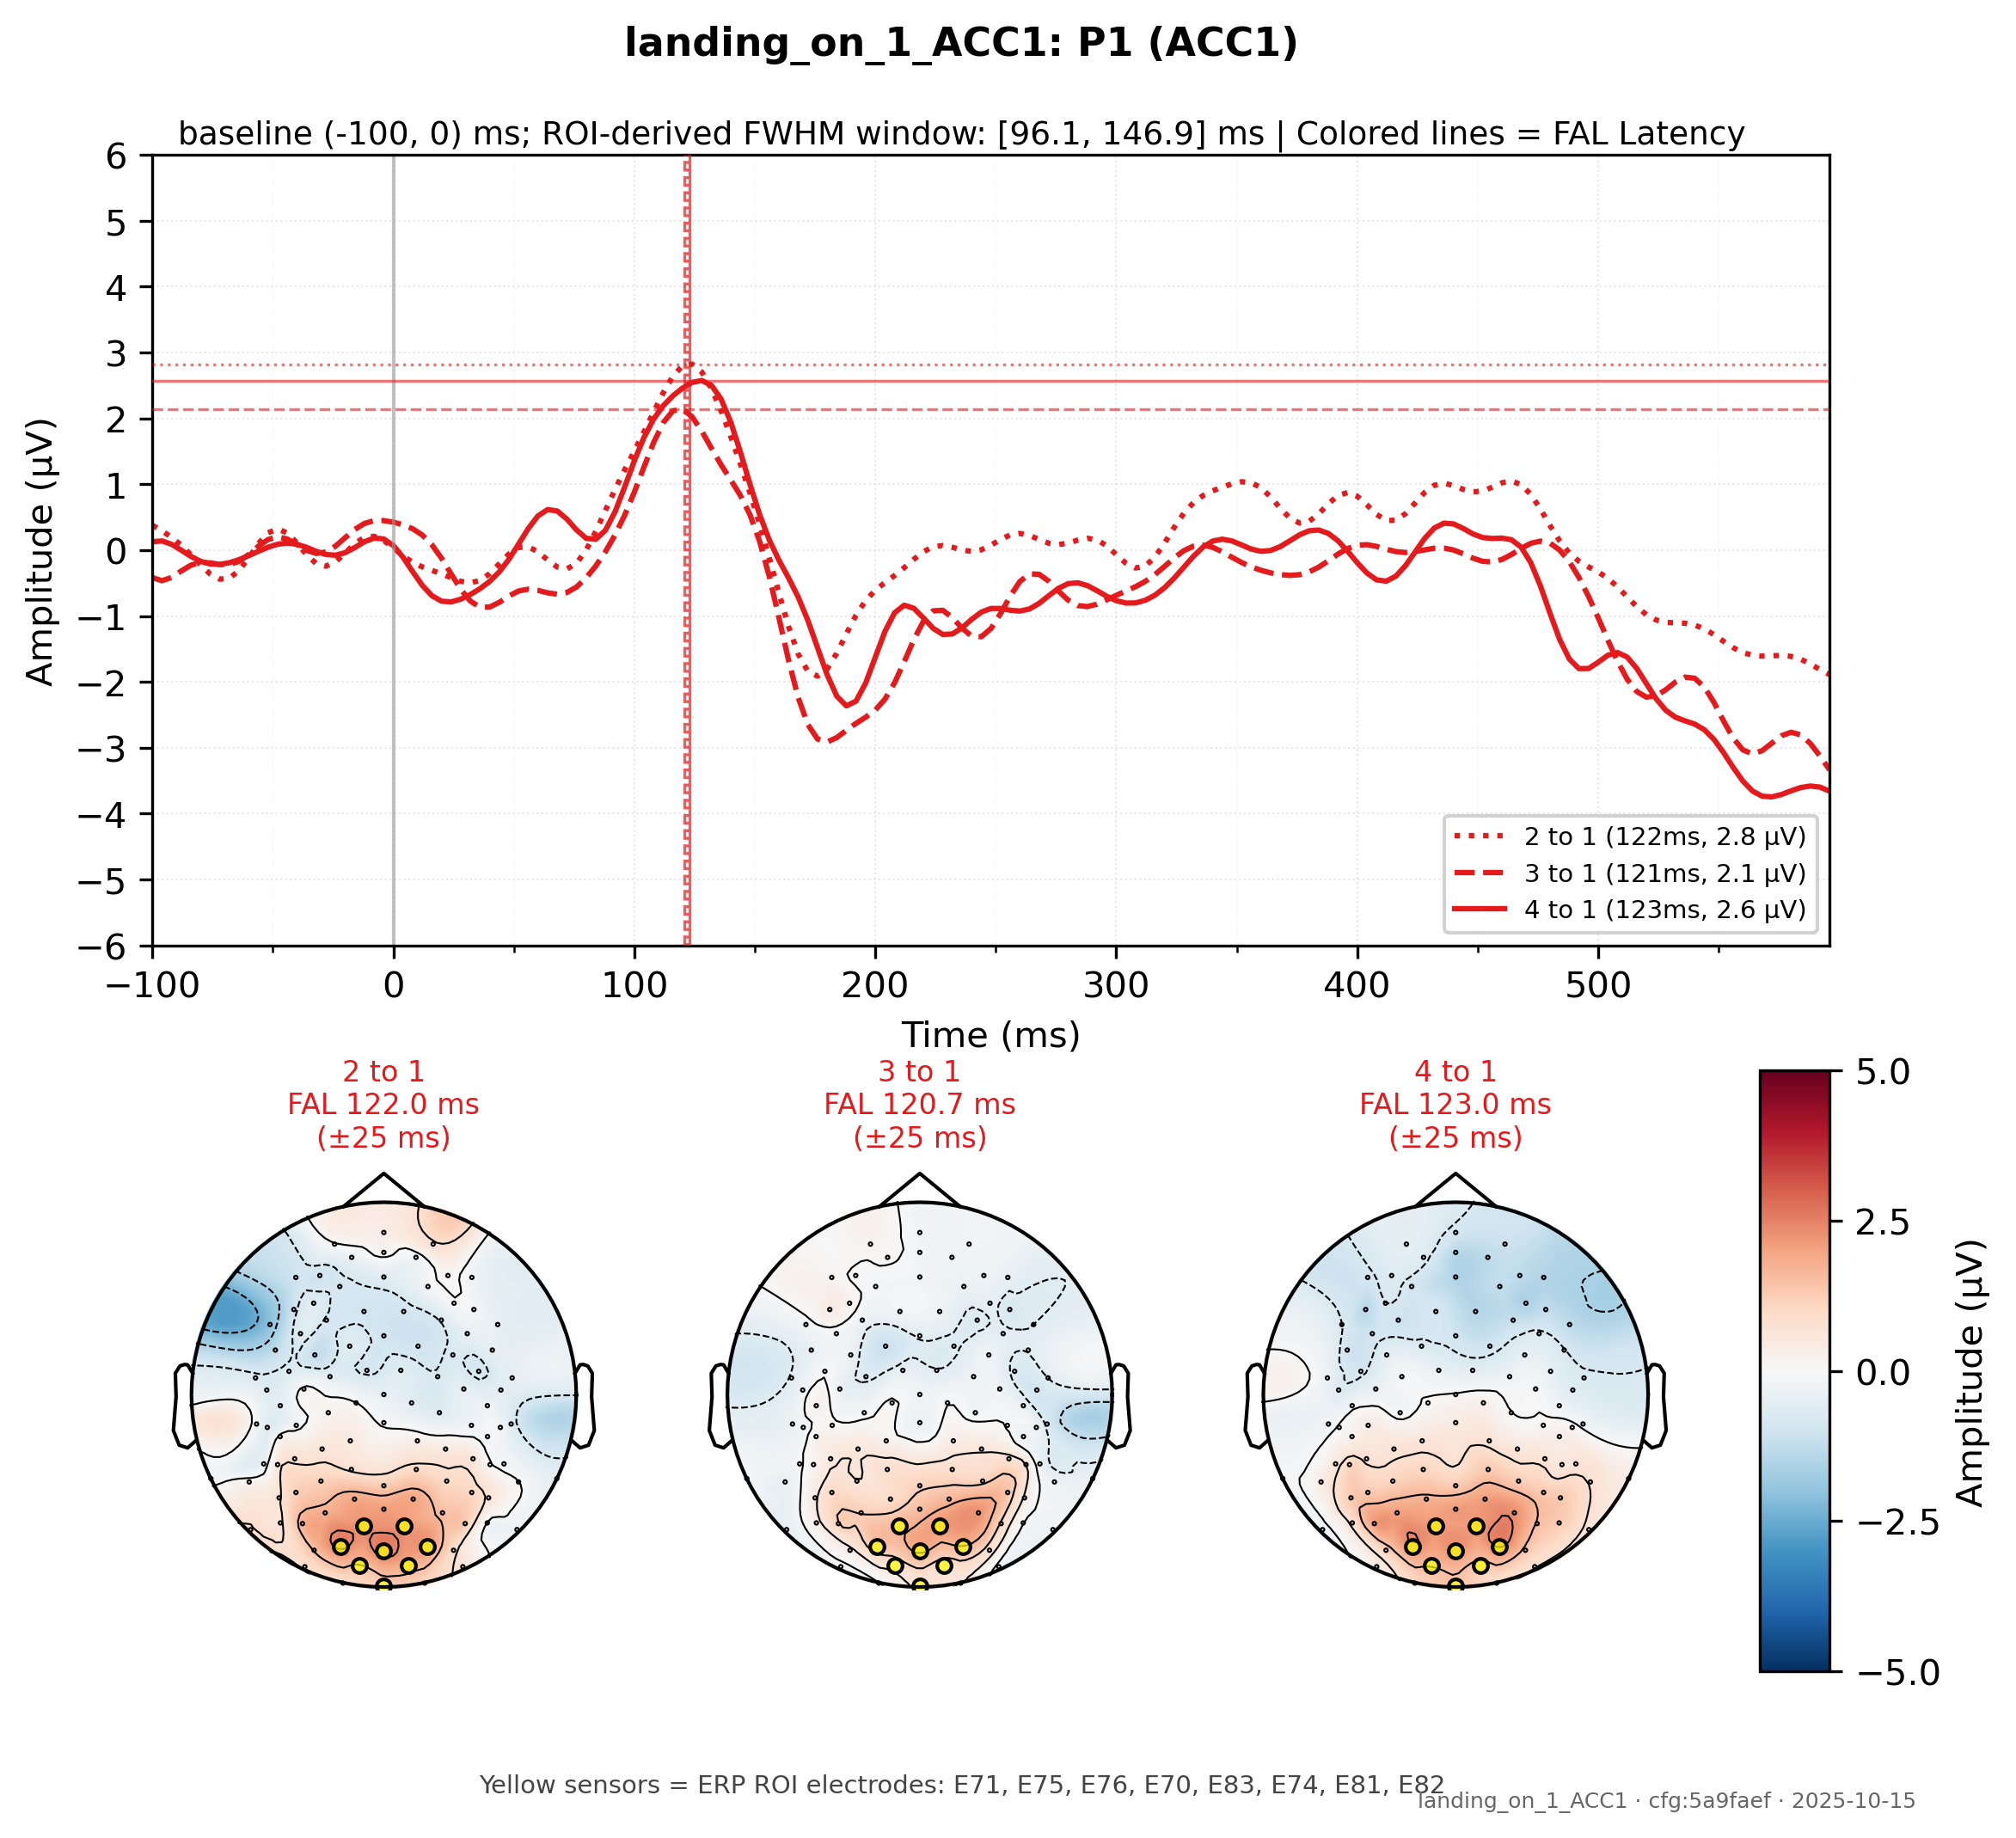 landing_on_1_ACC1: P1 (ACC1)
baseline (-100, 0) ms; ROI-derived FWHM window: [96.1, 146.9] ms | Colored lines = FAL Latency
Amplitude (μV)
6
5
4
3
2
1
0
−1
−2
−3
−4
−5
−6
2 to 1 (122ms, 2.8 μV)
3 to 1 (121ms, 2.1 μV)
4 to 1 (123ms, 2.6 μV)
−100 0 100 200 300 400 500
Time (ms)
2 to 1
FAL 122.0 ms
(±25 ms)
3 to 1
FAL 120.7 ms
(±25 ms)
4 to 1
FAL 123.0 ms
(±25 ms)
5.0
2.5
0.0
−2.5
−5.0
Amplitude (μV)
Yellow sensors = ERP ROI electrodes: E71, E75, E76, E70, E83, E74, E81, E82
landing_on_1_ACC1 · cfg:5a9faef · 2025-10-15